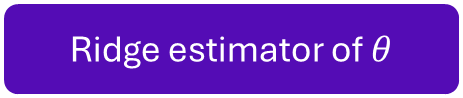 Ridge estimator of θ